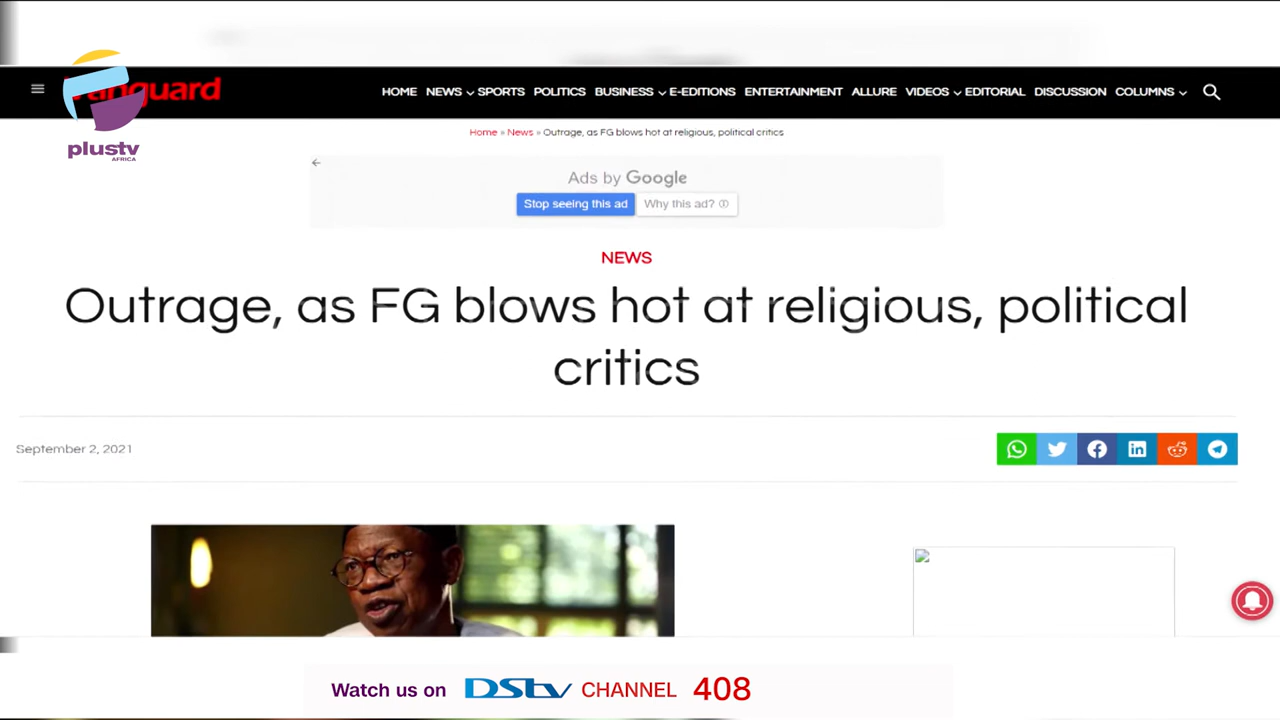 Vanguard
HOME NEWS SPORTS POLITICS BUSINESS E-EDITIONS ENTERTAINMENT ALLURE VIDEOS EDITORIAL DISCUSSION COLUMNS
plustv
AFRICA
Home » News » Outrage, as FG blows hot at religious, political critics
Ads by Google
Stop seeing this ad Why this ad?
NEWS
Outrage, as FG blows hot at religious, political
critics
September 2, 2021
Watch us on DStv CHANNEL 408